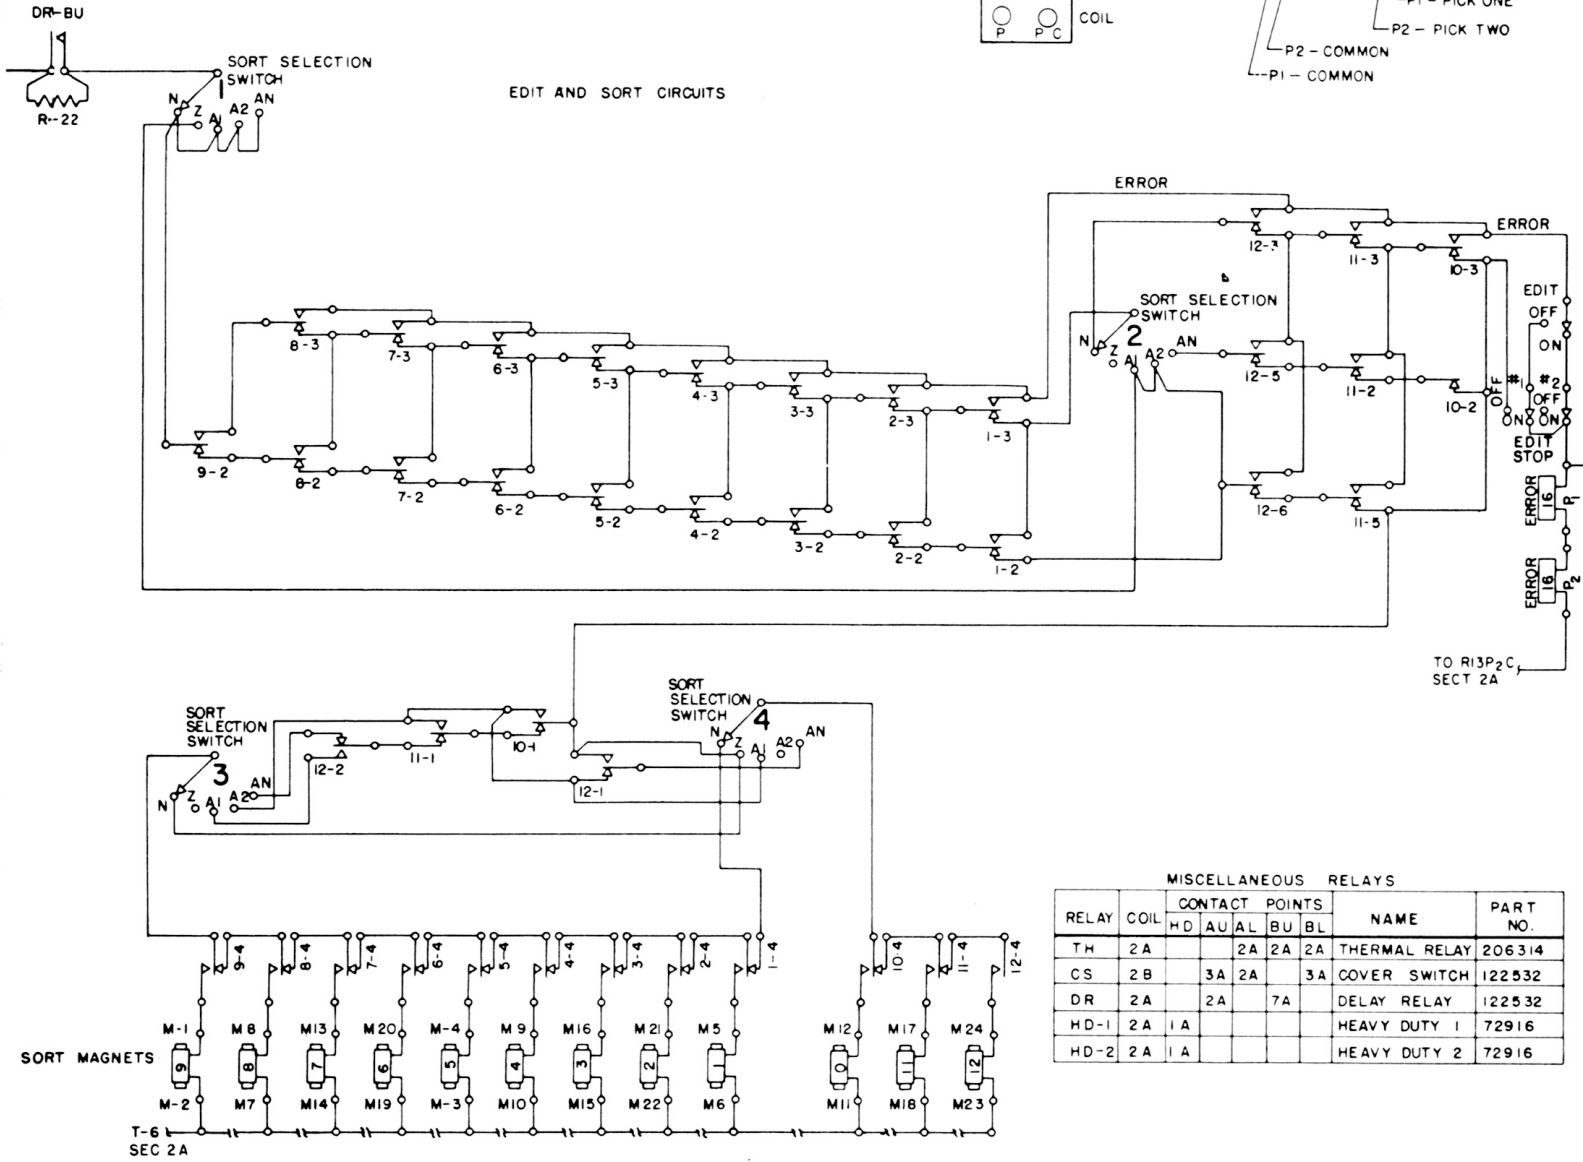 DR-BU
R-22
SORT SELECTION
SWITCH
1
N
Z
A1
A2
AN
EDIT AND SORT CIRCUITS
P
P C
COIL
P1 - PICK ONE
P2 - PICK TWO
P2 - COMMON
P1 - COMMON
ERROR
12-3
11-3
10-3
ERROR
EDIT
OFF
ON
8-3
7-3
6-3
5-3
4-3
3-3
2-3
1-3
SORT SELECTION
SWITCH
2
N
Z
A1
A2
AN
12-5
11-2
10-2
OFF
#1
#2
OFF
ON
ON
EDIT
STOP
9-2
8-2
7-2
6-2
5-2
4-2
3-2
2-2
1-2
12-6
11-5
ERROR
16
P1
ERROR
16
P2
TO R13P2C
SECT 2A
SORT
SELECTION
SWITCH
3
N
Z
A1
A2
AN
12-2
11-1
10-1
12-1
SORT
SELECTION
SWITCH
4
N
Z
A1
A2
AN
9-4
8-4
7-4
6-4
5-4
4-4
3-4
2-4
1-4
10-4
11-4
12-4
M-1
M8
M13
M20
M-4
M9
M16
M21
M5
M12
M17
M24
SORT MAGNETS
9
8
7
6
5
4
3
2
1
0
11
12
M-2
M7
M14
M19
M-3
M10
M15
M22
M6
M11
M18
M23
T-6
SEC 2A
MISCELLANEOUS RELAYS
RELAY COIL CONTACT POINTS NAME PART NO.
HD AU AL BU BL
TH 2A 2A 2A 2A THERMAL RELAY 206314
CS 2B 3A 2A 3A COVER SWITCH 122532
DR 2A 2A 7A DELAY RELAY 122532
HD-1 2A 1A HEAVY DUTY 1 72916
HD-2 2A 1A HEAVY DUTY 2 72916